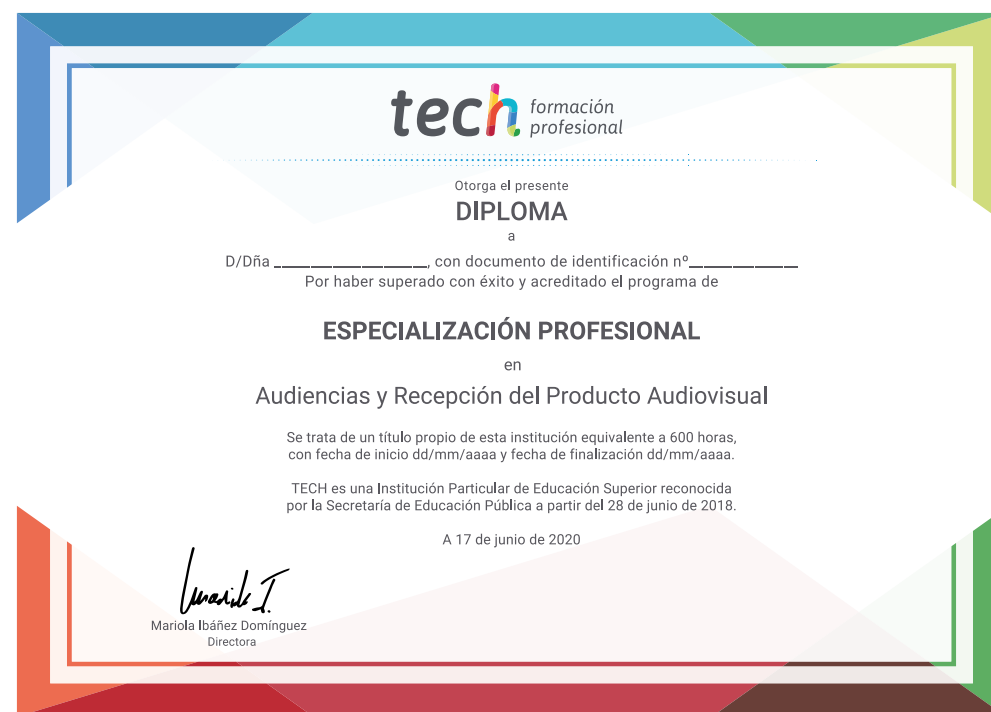 tech formación
profesional
Otorga el presente
DIPLOMA
a
D/Dña ____________________, con documento de identificación nº______________
Por haber superado con éxito y acreditado el programa de
ESPECIALIZACIÓN PROFESIONAL
en
Audiencias y Recepción del Producto Audiovisual
Se trata de un título propio de esta institución equivalente a 600 horas,
con fecha de inicio dd/mm/aaaa y fecha de finalización dd/mm/aaaa.
TECH es una Institución Particular de Educación Superior reconocida
por la Secretaría de Educación Pública a partir del 28 de junio de 2018.
A 17 de junio de 2020
Mariola I.
Mariola Ibáñez Domínguez
Directora